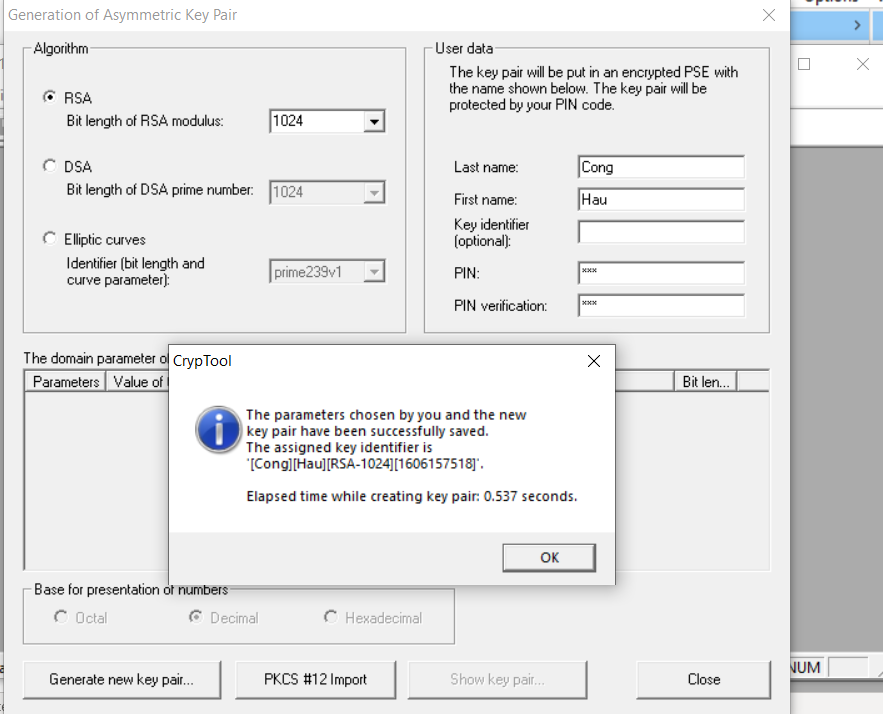 Generation of Asymmetric Key Pair
Algorithm
RSA
Bit length of RSA modulus:
1024
DSA
Bit length of DSA prime number:
1024
Elliptic curves
Identifier (bit length and
curve parameter):
prime239v1
User data
The key pair will be put in an encrypted PSE with
the name shown below. The key pair will be
protected by your PIN code.
Last name:
Cong
First name:
Hau
Key identifier
(optional):
PIN:
***
PIN verification:
***
The domain parameter
Parameters
Value of
Bit len...
CrypTool
The parameters chosen by you and the new
key pair have been successfully saved.
The assigned key identifier is
'[Cong][Hau][RSA-1024][1606157518]'.
Elapsed time while creating key pair: 0.537 seconds.
OK
Base for presentation of numbers
Octal
Decimal
Hexadecimal
Generate new key pair...
PKCS #12 Import
Show key pair...
Close
NUM